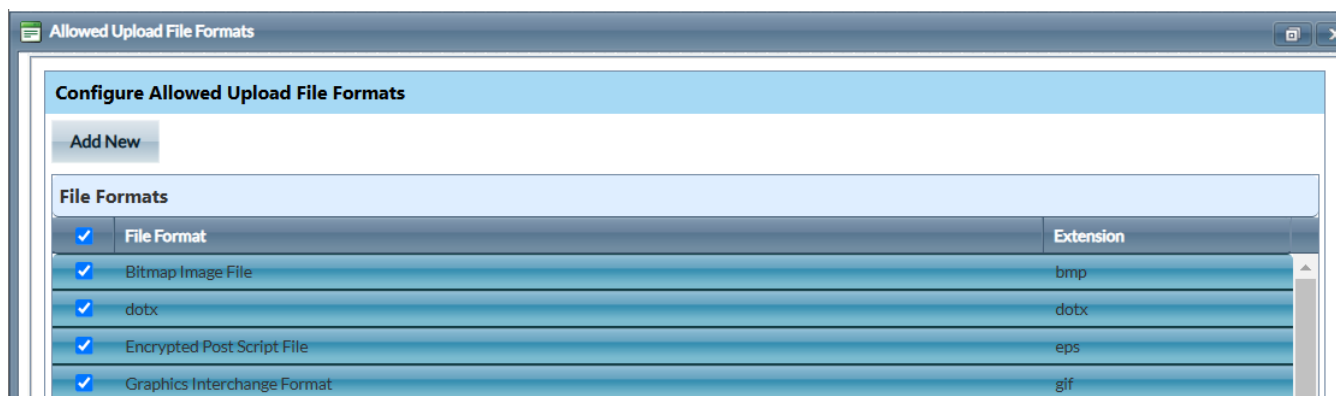 Allowed Upload File Formats
Configure Allowed Upload File Formats
Add New
File Formats
File Format Extension
Bitmap Image File bmp
dotx dotx
Encrypted Post Script File eps
Graphics Interchange Format gif